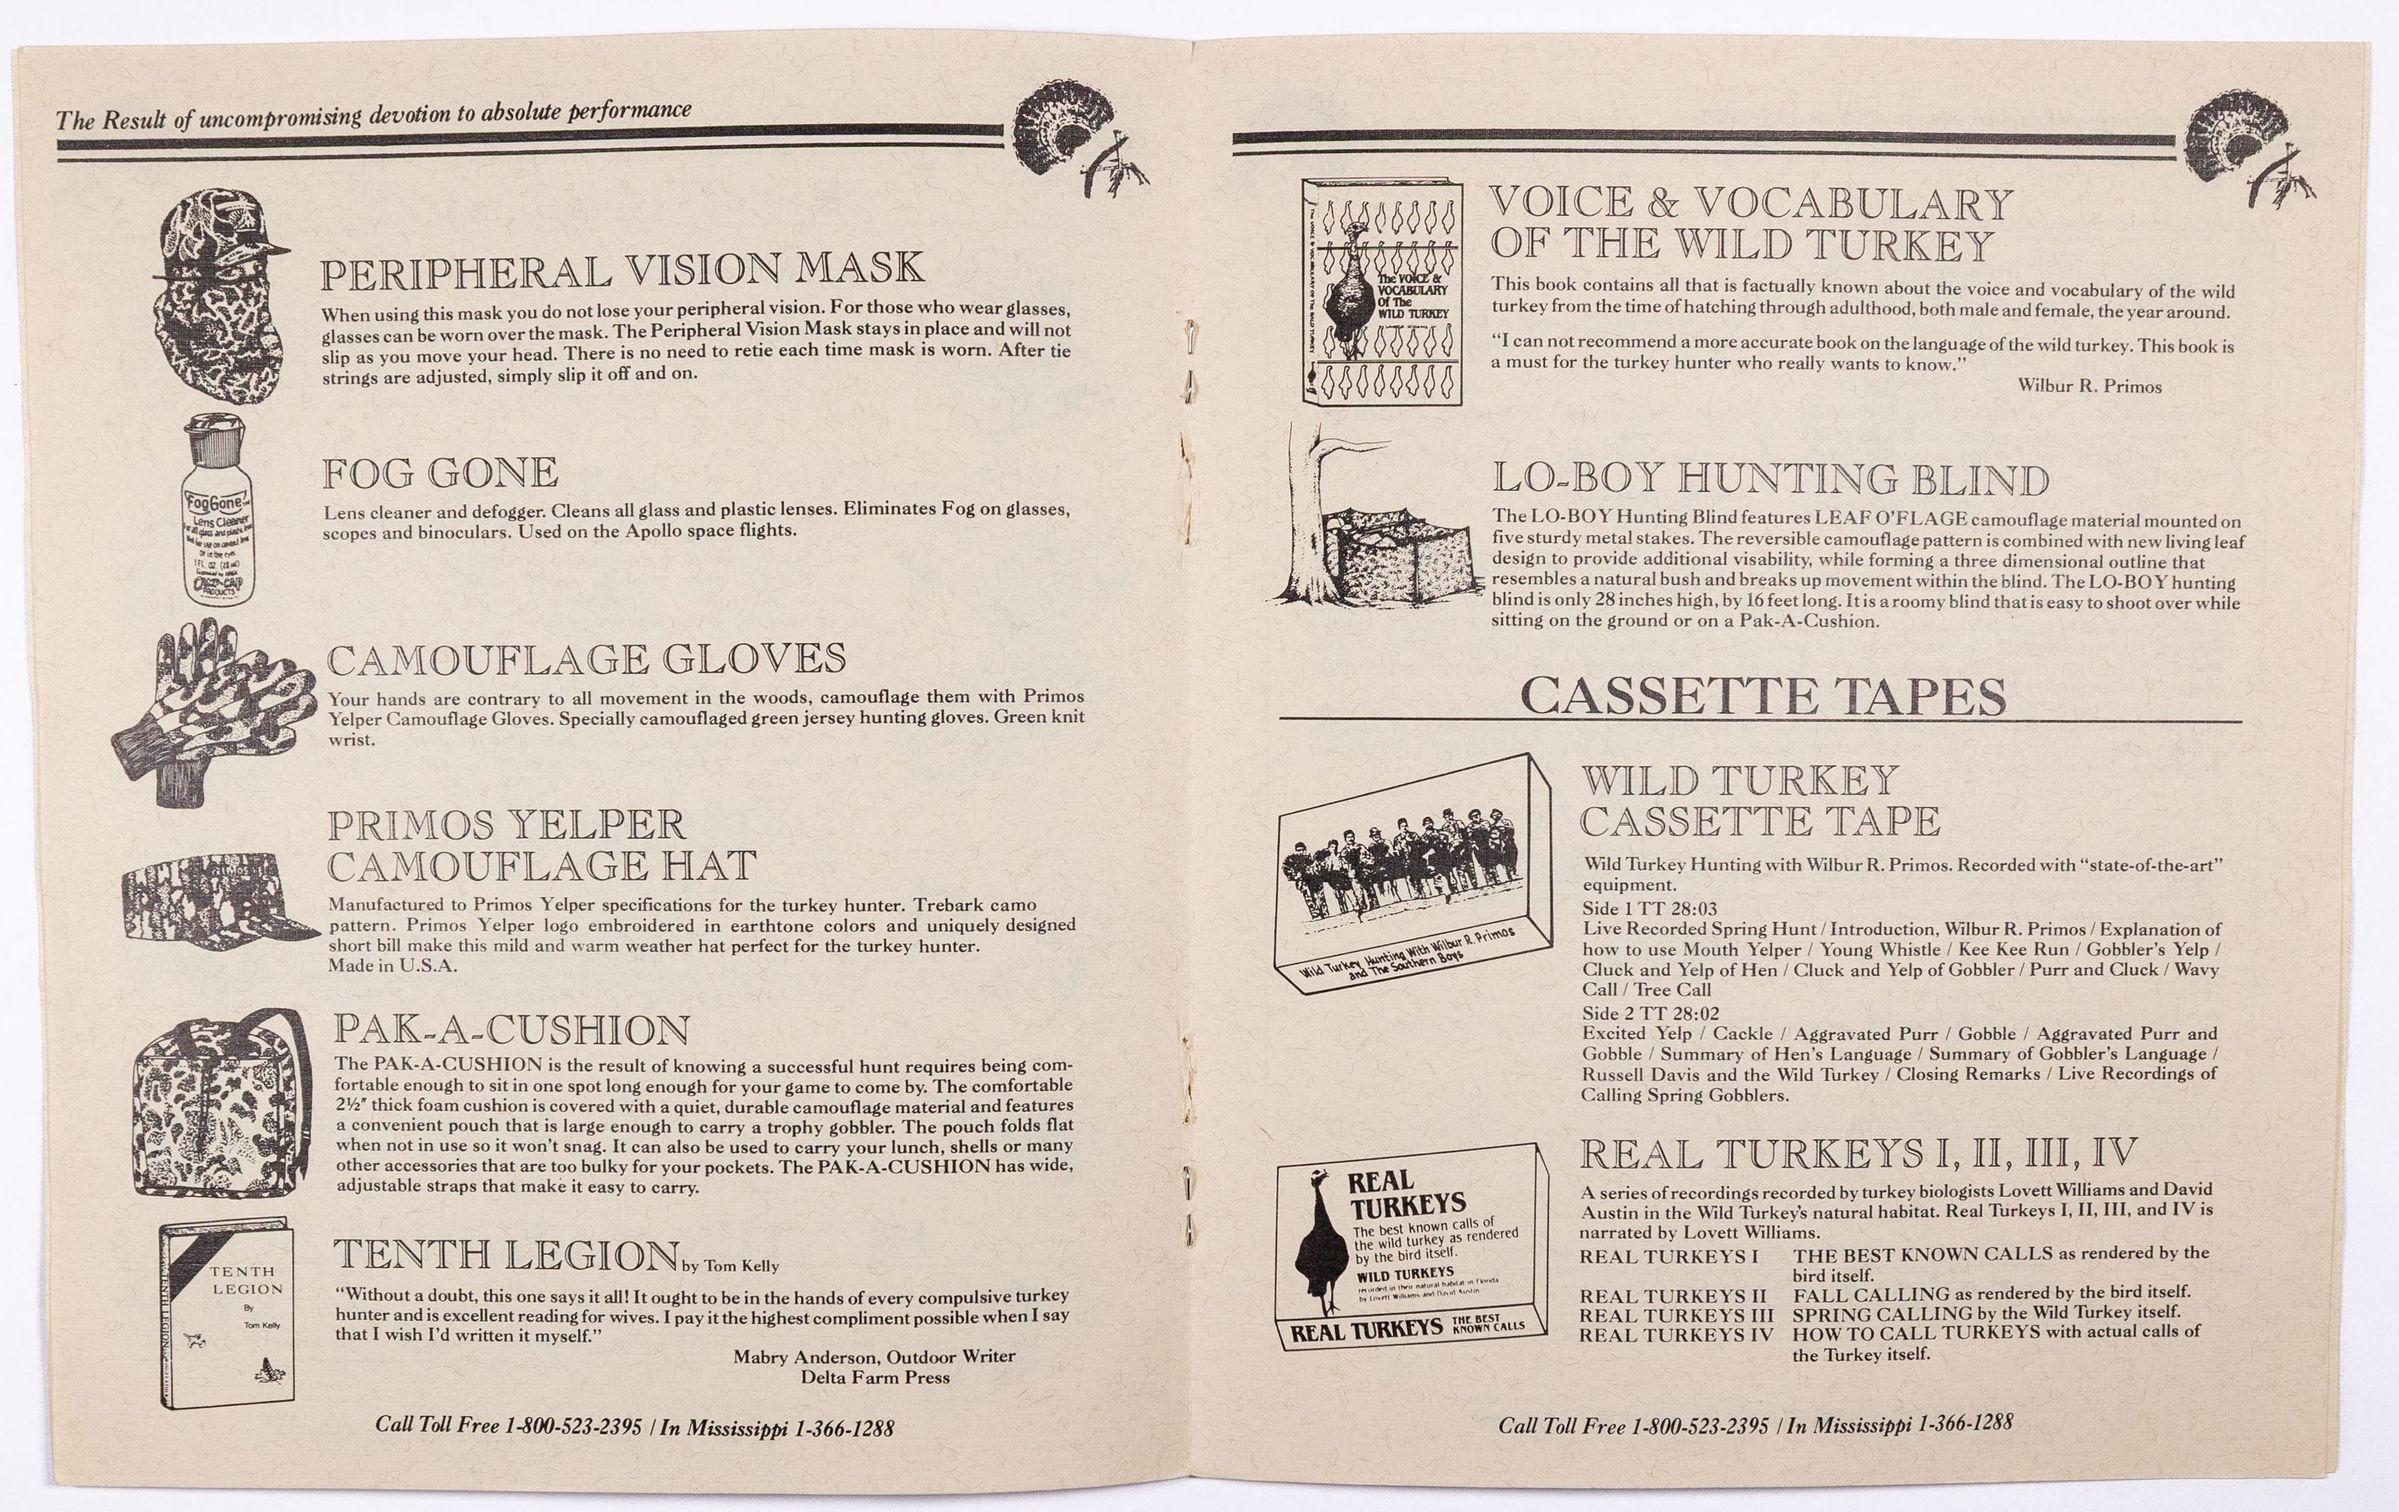 The Result of uncompromising devotion to absolute performance
PERIPHERAL VISION MASK
When using this mask you do not lose your peripheral vision. For those who wear glasses,
glasses can be worn over the mask. The Peripheral Vision Mask stays in place and will not
slip as you move your head. There is no need to retie each time mask is worn. After tie
strings are adjusted, simply slip it off and on.
FogGone
Lens Cleaner
FOG GONE
Lens cleaner and defogger. Cleans all glass and plastic lenses. Eliminates Fog on glasses,
scopes and binoculars. Used on the Apollo space flights.
CAMOUFLAGE GLOVES
Your hands are contrary to all movement in the woods, camouflage them with Primos
Yelper Camouflage Gloves. Specially camouflaged green jersey hunting gloves. Green knit
wrist.
PRIMOS YELPER
CAMOUFLAGE HAT
Manufactured to Primos Yelper specifications for the turkey hunter. Trebark camo
pattern. Primos Yelper logo embroidered in earthtone colors and uniquely designed
short bill make this mild and warm weather hat perfect for the turkey hunter.
Made in U.S.A.
PAK-A-CUSHION
The PAK-A-CUSHION is the result of knowing a successful hunt requires being com-
fortable enough to sit in one spot long enough for your game to come by. The comfortable
2½″ thick foam cushion is covered with a quiet, durable camouflage material and features
a convenient pouch that is large enough to carry a trophy gobbler. The pouch folds flat
when not in use so it won't snag. It can also be used to carry your lunch, shells or many
other accessories that are too bulky for your pockets. The PAK-A-CUSHION has wide,
adjustable straps that make it easy to carry.
TENTH
LEGION
By
Tom Kelly
TENTH LEGION by Tom Kelly
“Without a doubt, this one says it all! It ought to be in the hands of every compulsive turkey
hunter and is excellent reading for wives. I pay it the highest compliment possible when I say
that I wish I'd written it myself.”
Mabry Anderson, Outdoor Writer
Delta Farm Press
Call Toll Free 1-800-523-2395 / In Mississippi 1-366-1288
The VOICE &
VOCABULARY
Of The
WILD TURKEY
VOICE & VOCABULARY
OF THE WILD TURKEY
This book contains all that is factually known about the voice and vocabulary of the wild
turkey from the time of hatching through adulthood, both male and female, the year around.
“I can not recommend a more accurate book on the language of the wild turkey. This book is
a must for the turkey hunter who really wants to know.”
Wilbur R. Primos
LO-BOY HUNTING BLIND
The LO-BOY Hunting Blind features LEAF O'FLAGE camouflage material mounted on
five sturdy metal stakes. The reversible camouflage pattern is combined with new living leaf
design to provide additional visability, while forming a three dimensional outline that
resembles a natural bush and breaks up movement within the blind. The LO-BOY hunting
blind is only 28 inches high, by 16 feet long. It is a roomy blind that is easy to shoot over while
sitting on the ground or on a Pak-A-Cushion.
CASSETTE TAPES
Wild Turkey Hunting With Wilbur R. Primos
and The Southern Boys
WILD TURKEY
CASSETTE TAPE
Wild Turkey Hunting with Wilbur R. Primos. Recorded with “state-of-the-art”
equipment.
Side 1 TT 28:03
Live Recorded Spring Hunt / Introduction, Wilbur R. Primos / Explanation of
how to use Mouth Yelper / Young Whistle / Kee Kee Run / Gobbler's Yelp /
Cluck and Yelp of Hen / Cluck and Yelp of Gobbler / Purr and Cluck / Wavy
Call / Tree Call
Side 2 TT 28:02
Excited Yelp / Cackle / Aggravated Purr / Gobble / Aggravated Purr and
Gobble / Summary of Hen's Language / Summary of Gobbler's Language /
Russell Davis and the Wild Turkey / Closing Remarks / Live Recordings of
Calling Spring Gobblers.
REAL
TURKEYS
The best known calls of
the wild turkey as rendered
by the bird itself.
WILD TURKEYS
recorded in their natural habitat in Florida
by Lovett Williams and David Austin
REAL TURKEYS THE BEST KNOWN CALLS
REAL TURKEYS I, II, III, IV
A series of recordings recorded by turkey biologists Lovett Williams and David
Austin in the Wild Turkey's natural habitat. Real Turkeys I, II, III, and IV is
narrated by Lovett Williams.
REAL TURKEYS I THE BEST KNOWN CALLS as rendered by the
bird itself.
REAL TURKEYS II FALL CALLING as rendered by the bird itself.
REAL TURKEYS III SPRING CALLING by the Wild Turkey itself.
REAL TURKEYS IV HOW TO CALL TURKEYS with actual calls of
the Turkey itself.
Call Toll Free 1-800-523-2395 / In Mississippi 1-366-1288